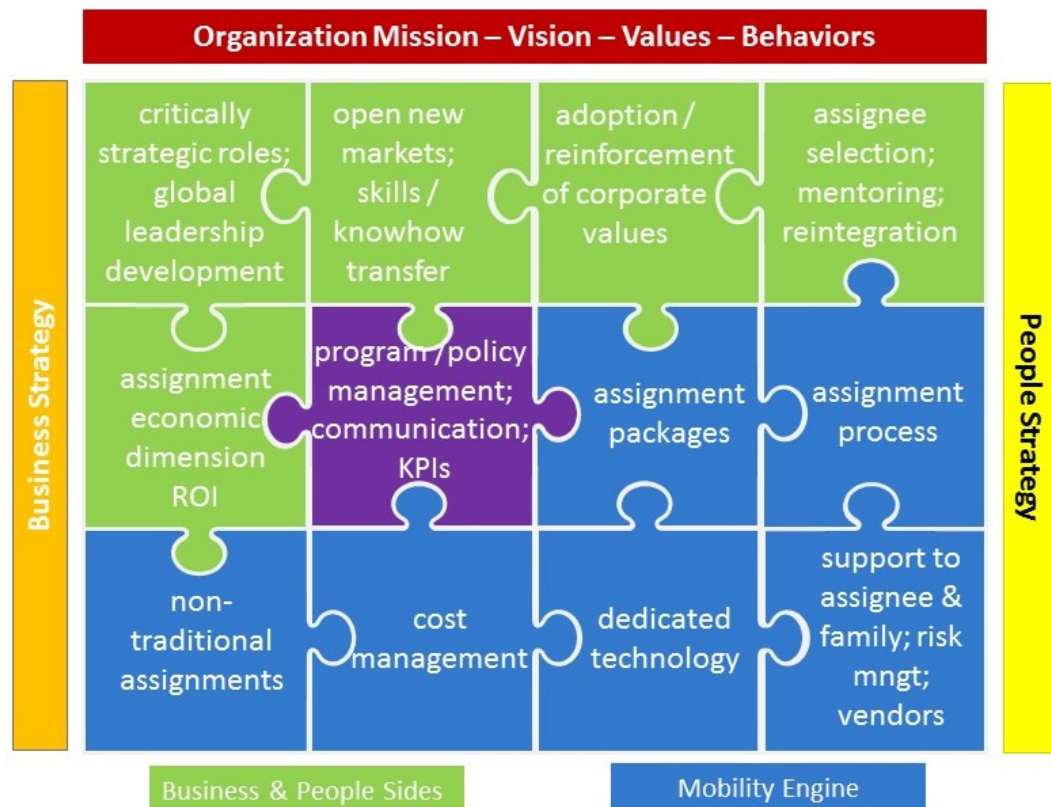 Organization Mission – Vision – Values – Behaviors
Business Strategy
critically
strategic roles;
global
leadership
development
open new
markets;
skills /
knowhow
transfer
adoption /
reinforcement
of corporate
values
assignee
selection;
mentoring;
reintegration
assignment
economic
dimension
ROI
program /policy
management;
communication;
KPIs
assignment
packages
assignment
process
non-
traditional
assignments
cost
management
dedicated
technology
support to
assignee &
family; risk
mngt;
vendors
People Strategy
Business & People Sides
Mobility Engine